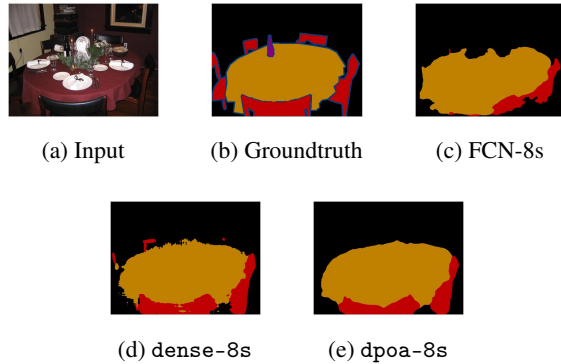 (a) Input
(b) Groundtruth
(c) FCN-8s
(d) dense-8s
(e) dpoa-8s